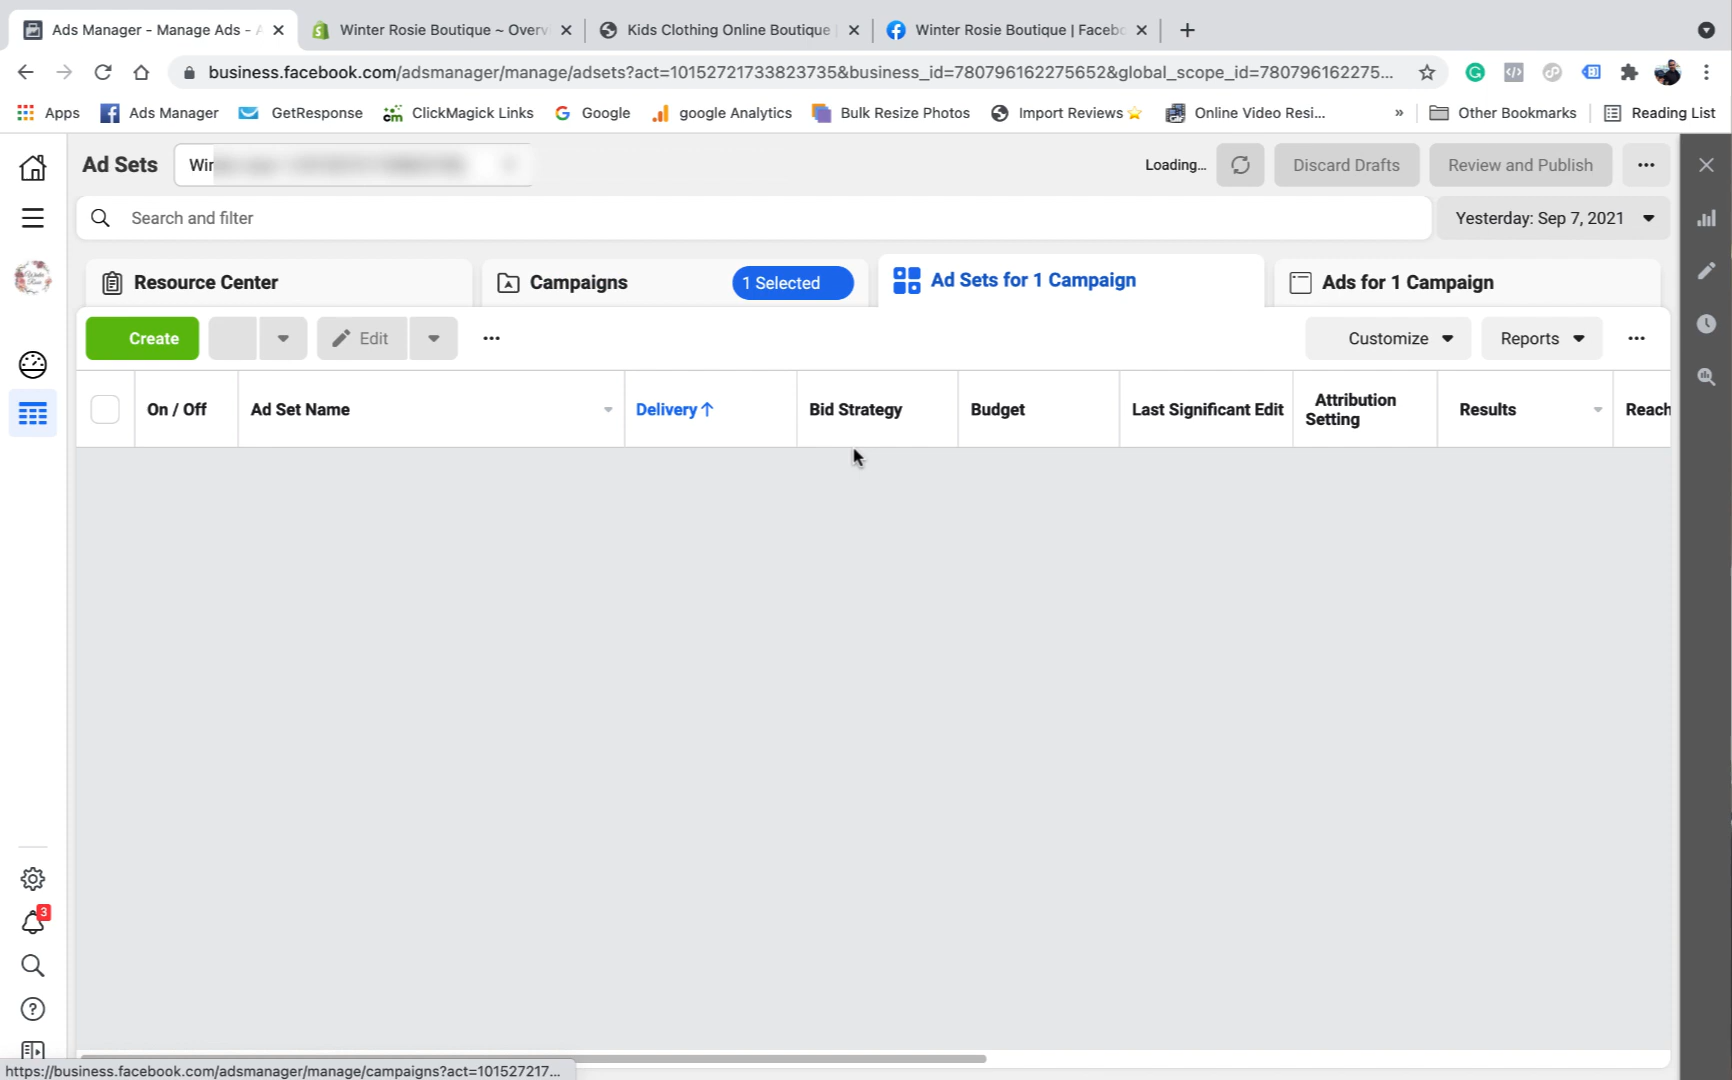 Ads Manager - Manage Ads - A
Winter Rosie Boutique ~ Overv
Kids Clothing Online Boutique
Winter Rosie Boutique | Facebo
business.facebook.com/adsmanager/manage/adsets?act=10152721733823735&business_id=780796162275652&global_scope_id=780796162275...
Apps
Ads Manager
GetResponse
ClickMagick Links
Google
google Analytics
Bulk Resize Photos
Import Reviews
Online Video Resi...
»
Other Bookmarks
Reading List
Ad Sets
Win
Loading...
Discard Drafts
Review and Publish
Search and filter
Yesterday: Sep 7, 2021
Resource Center
Campaigns
1 Selected
Ad Sets for 1 Campaign
Ads for 1 Campaign
Create
Edit
Customize
Reports
On / Off
Ad Set Name
Delivery↑
Bid Strategy
Budget
Last Significant Edit
Attribution
Setting
Results
Reach
3
https://business.facebook.com/adsmanager/manage/campaigns?act=101527217...